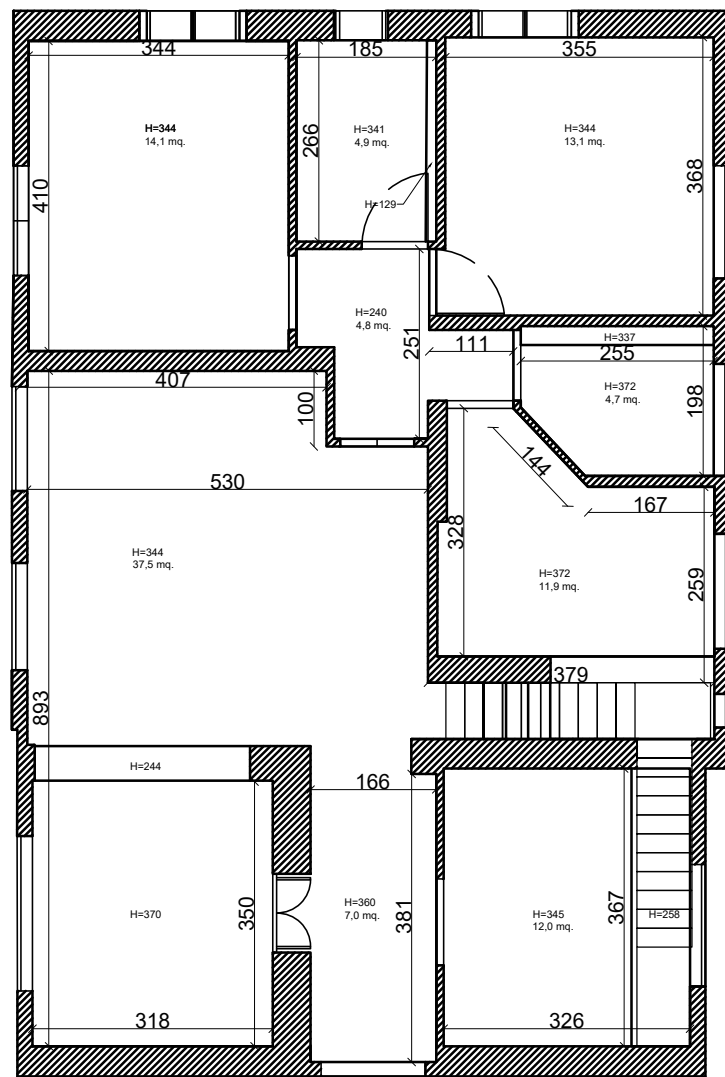 344
185
355
H=344
14,1 mq.
H=341
4,9 mq.
H=344
13,1 mq.
266
410
368
H=129
H=240
4,8 mq.
251
111
H=337
255
H=372
4,7 mq.
198
407
100
144
530
167
328
H=344
37,5 mq.
H=372
11,9 mq.
259
379
893
H=244
166
H=370
350
H=360
7,0 mq.
381
H=345
12,0 mq.
367
H=258
318
326